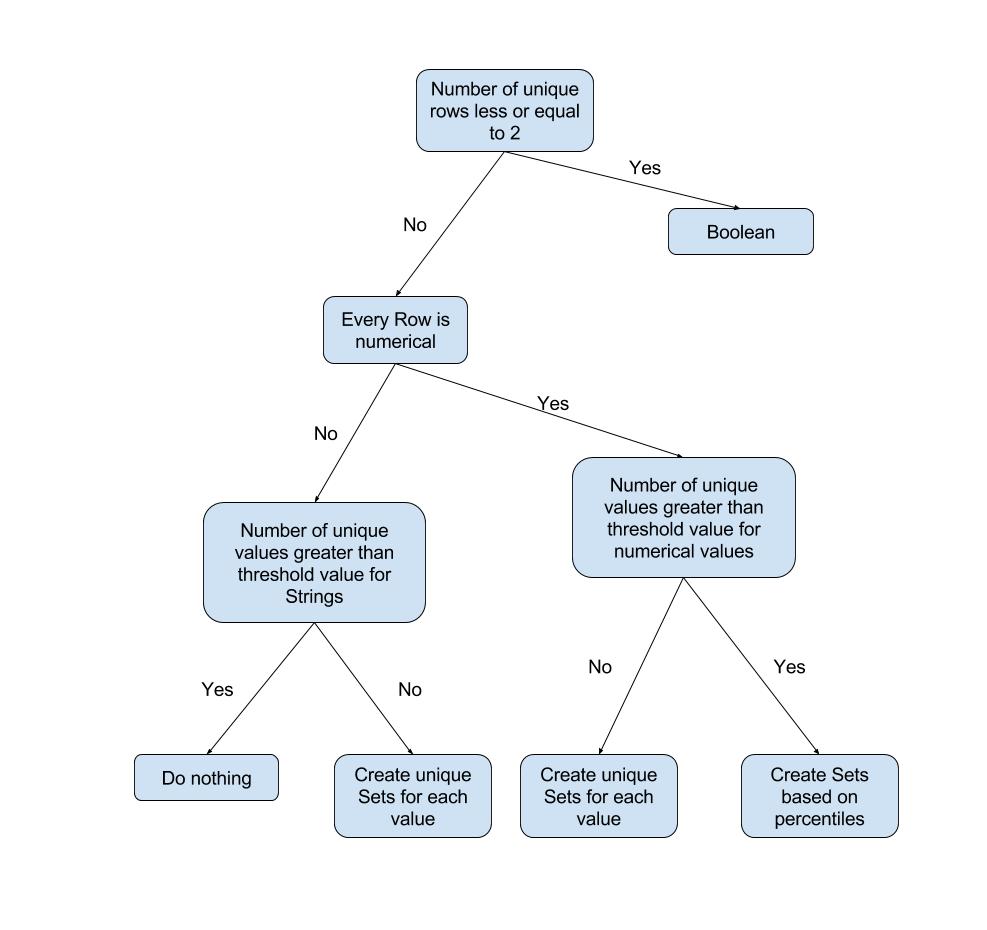 Number of unique
rows less or equal
to 2
Yes
No
Boolean
Every Row is
numerical
Yes
No
Number of unique
values greater than
threshold value for
numerical values
Number of unique
values greater than
threshold value for
Strings
No
Yes
Yes
No
Do nothing
Create unique
Sets for each
value
Create unique
Sets for each
value
Create Sets
based on
percentiles